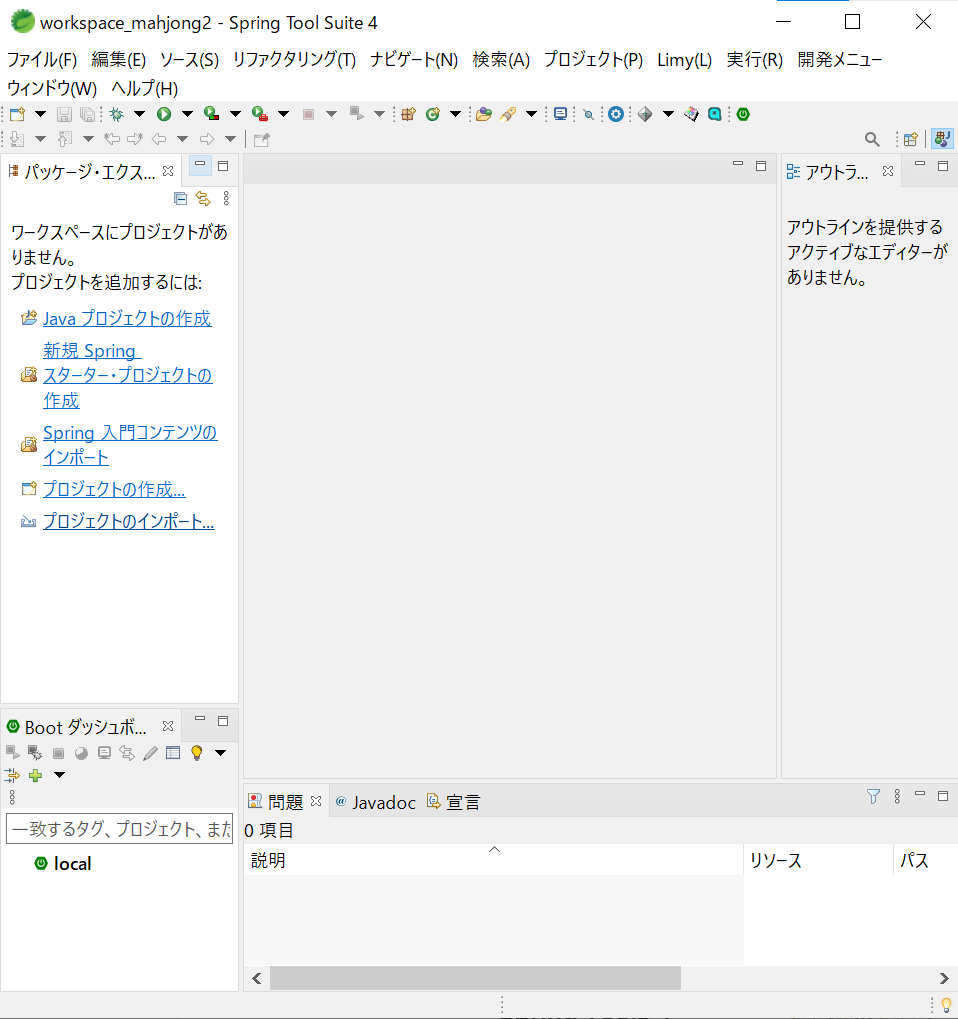 workspace_mahjong2 - Spring Tool Suite 4
ファイル(F) 編集(E) ソース(S) リファクタリング(T) ナビゲート(N) 検索(A) プロジェクト(P) Limy(L) 実行(R) 開発メニュー
ウィンドウ(W) ヘルプ(H)
パッケージ・エクス...
ワークスペースにプロジェクトがあ
りません。
プロジェクトを追加するには:
Java プロジェクトの作成
新規 Spring
スターター・プロジェクトの
作成
Spring 入門コンテンツの
インポート
プロジェクトの作成...
プロジェクトのインポート...
アウトラ...
アウトラインを提供する
アクティブなエディターが
ありません。
Boot ダッシュボ...
一致するタグ、プロジェクト、また
local
問題 @ Javadoc 宣言
0 項目
説明 リソース パス